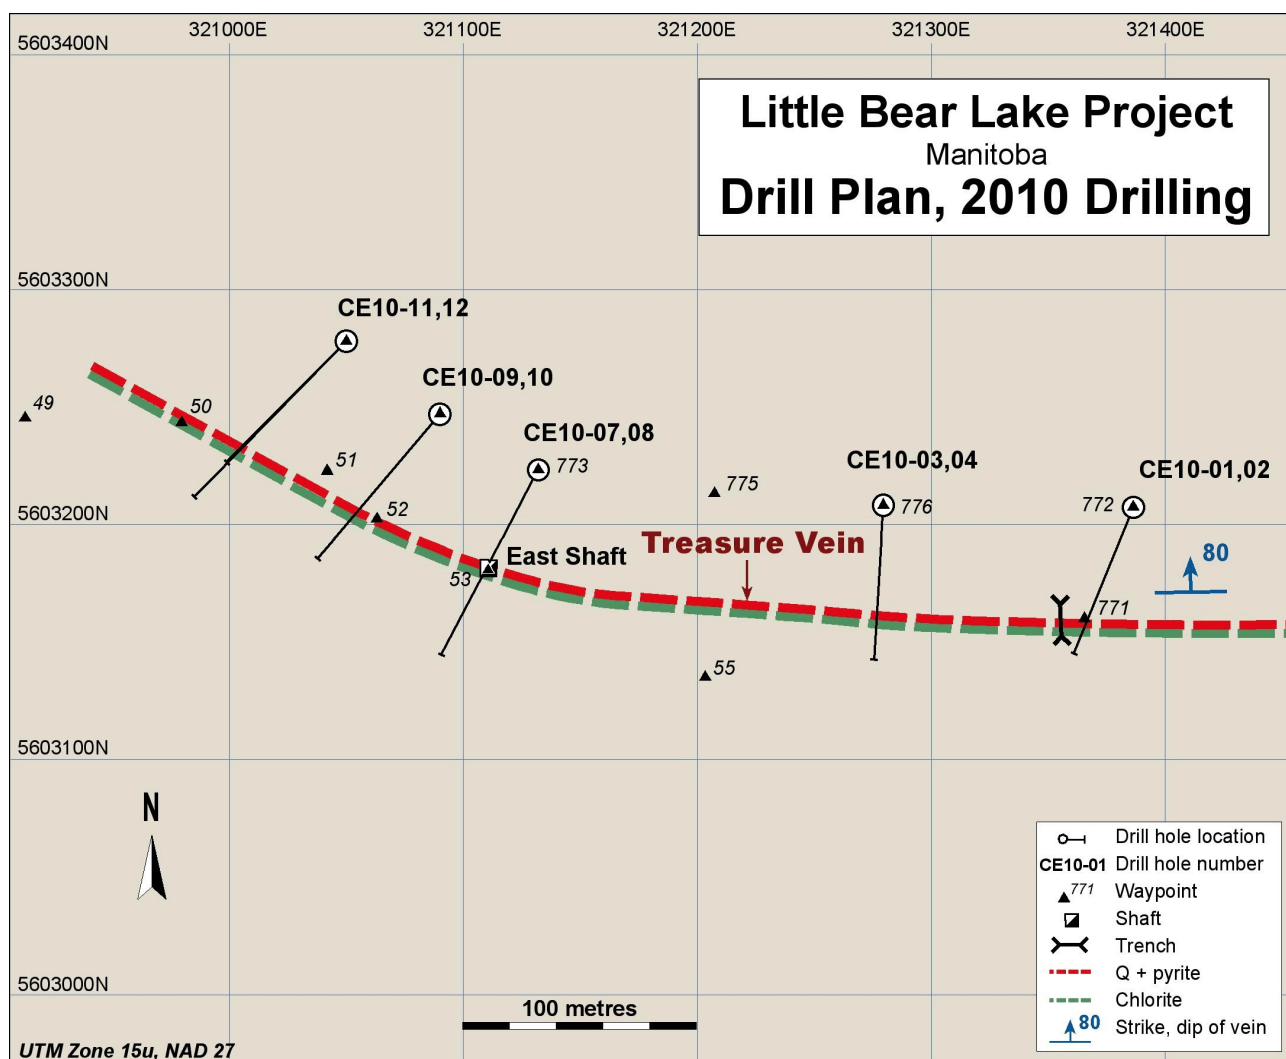 321000E 321100E 321200E 321300E 321400E
5603400N
Little Bear Lake Project
Manitoba
Drill Plan, 2010 Drilling
5603300N
CE10-11,12
CE10-09,10
49
50
CE10-07,08
51
773
CE10-03,04
CE10-01,02
775
776
772
52
5603200N
Treasure Vein
East Shaft
80
53
771
55
5603100N
N
Drill hole location
CE10-01 Drill hole number
771 Waypoint
Shaft
Trench
Q + pyrite
Chlorite
80 Strike, dip of vein
5603000N
100 metres
UTM Zone 15u, NAD 27